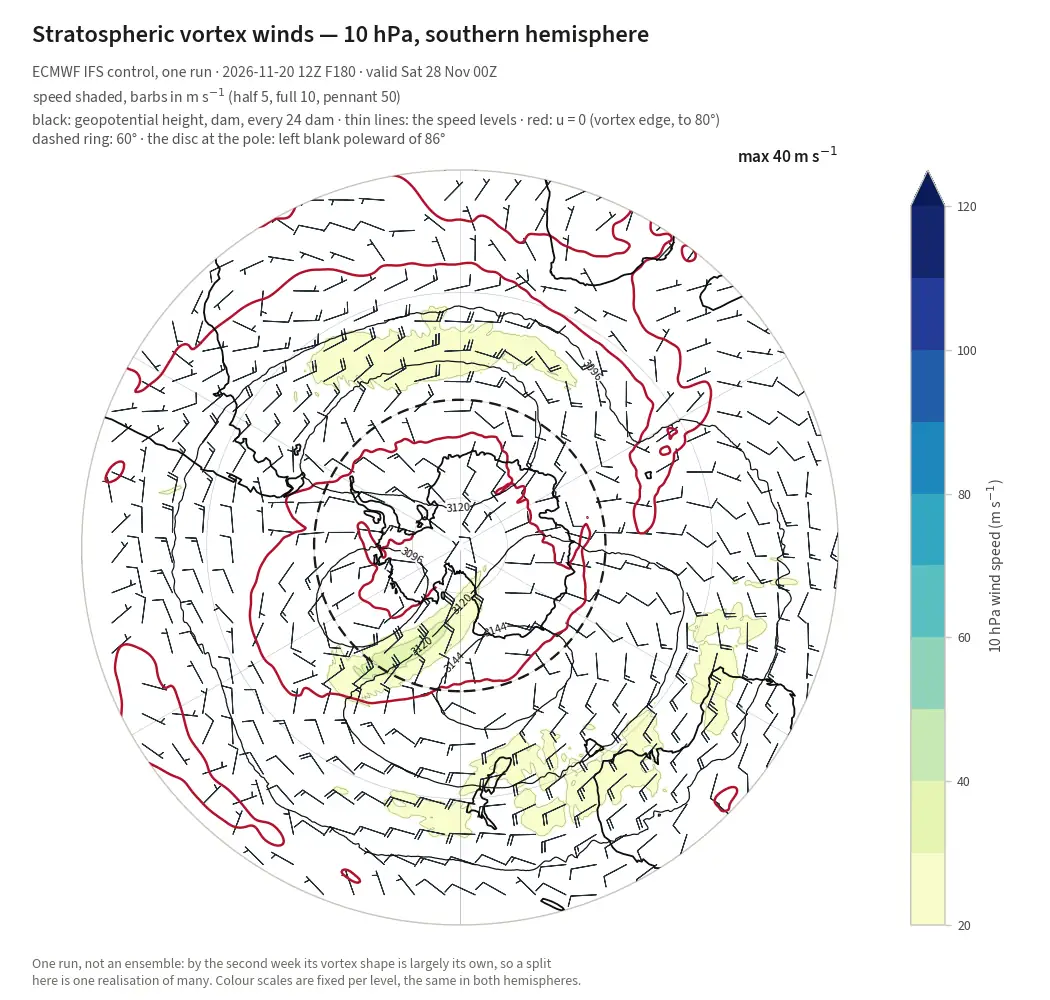 Stratospheric vortex winds — 10 hPa, southern hemisphere
ECMWF IFS control, one run · 2026-11-20 12Z F180 · valid Sat 28 Nov 00Z
speed shaded, barbs in m s⁻¹ (half 5, full 10, pennant 50)
black: geopotential height, dam, every 24 dam · thin lines: the speed levels · red: u = 0 (vortex edge, to 80°)
dashed ring: 60° · the disc at the pole: left blank poleward of 86°
max 40 m s⁻¹
120
100
80
60
40
20
10 hPa wind speed (m s⁻¹)
3096
3120
3096
3120
3144
3120
3144
One run, not an ensemble: by the second week its vortex shape is largely its own, so a split
here is one realisation of many. Colour scales are fixed per level, the same in both hemispheres.